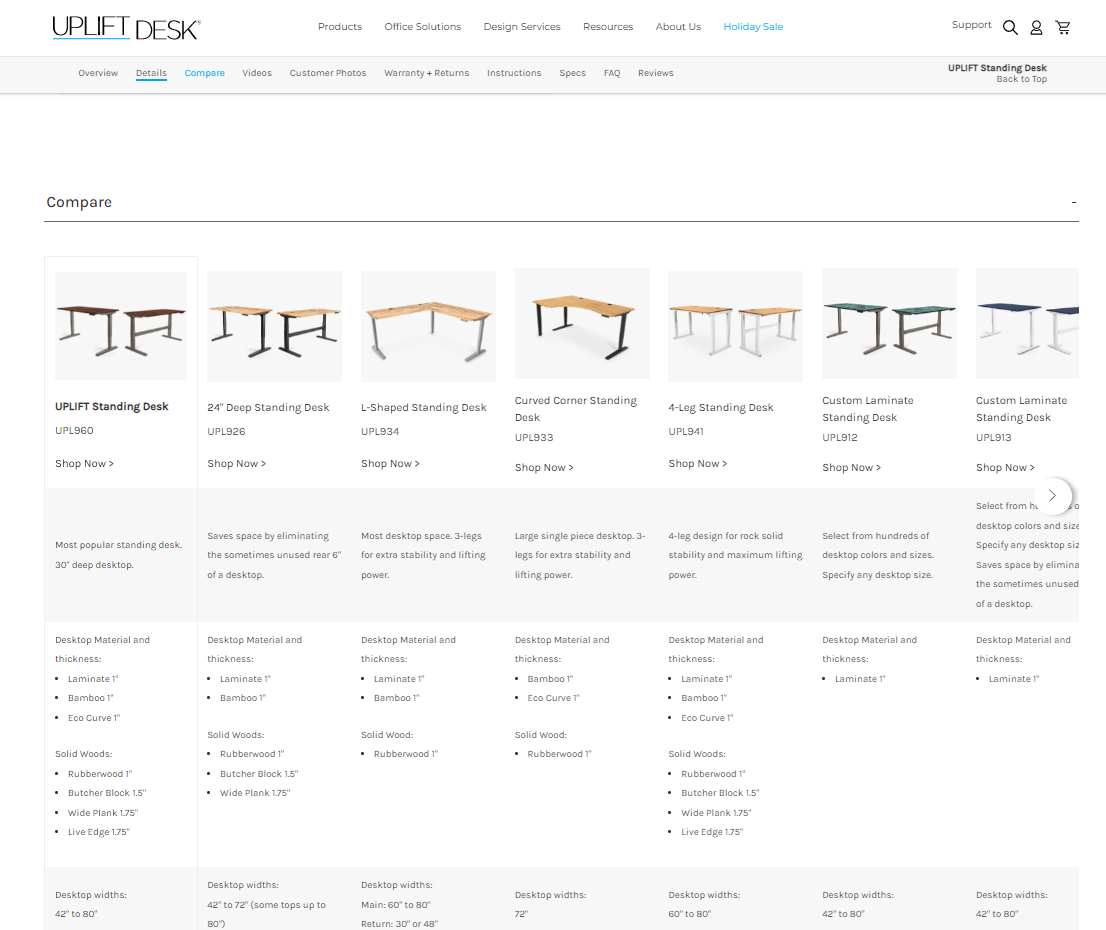 UPLIFT DESK®
Products Office Solutions Design Services Resources About Us Holiday Sale
Support
Overview Details Compare Videos Customer Photos Warranty + Returns Instructions Specs FAQ Reviews
UPLIFT Standing Desk
Back to Top
Compare
-
UPLIFT Standing Desk
UPL960
Shop Now >
24" Deep Standing Desk
UPL926
Shop Now >
L-Shaped Standing Desk
UPL934
Shop Now >
Curved Corner Standing
Desk
UPL933
Shop Now >
4-Leg Standing Desk
UPL941
Shop Now >
Custom Laminate
Standing Desk
UPL912
Shop Now >
Custom Laminate
Standing Desk
UPL913
Shop Now >
Most popular standing desk.
30" deep desktop.
Saves space by eliminating
the sometimes unused rear 6"
of a desktop.
Most desktop space. 3-legs
for extra stability and lifting
power.
Large single piece desktop. 3-
legs for extra stability and
lifting power.
4-leg design for rock solid
stability and maximum lifting
power.
Select from hundreds of
desktop colors and sizes.
Specify any desktop size.
Select from
desktop colors and size
Specify any desktop siz
Saves space by elimina
the sometimes unused
of a desktop.
Desktop Material and
thickness:
• Laminate 1"
• Bamboo 1"
• Eco Curve 1"
Solid Woods:
• Rubberwood 1"
• Butcher Block 1.5"
• Wide Plank 1.75"
• Live Edge 1.75"
Desktop Material and
thickness:
• Laminate 1"
• Bamboo 1"
Solid Woods:
• Rubberwood 1"
• Butcher Block 1.5"
• Wide Plank 1.75"
Desktop Material and
thickness:
• Laminate 1"
• Bamboo 1"
Solid Wood:
• Rubberwood 1"
Desktop Material and
thickness:
• Bamboo 1"
• Eco Curve 1"
Solid Wood:
• Rubberwood 1"
Desktop Material and
thickness:
• Laminate 1"
• Bamboo 1"
• Eco Curve 1"
Solid Woods:
• Rubberwood 1"
• Butcher Block 1.5"
• Wide Plank 1.75"
• Live Edge 1.75"
Desktop Material and
thickness:
• Laminate 1"
Desktop Material and
thickness:
• Laminate 1"
Desktop widths:
42" to 80"
Desktop widths:
42" to 72" (some tops up to
80")
Desktop widths:
Main: 60" to 80"
Return: 30" or 48"
Desktop widths:
72"
Desktop widths:
60" to 80"
Desktop widths:
42" to 80"
Desktop widths:
42" to 80"